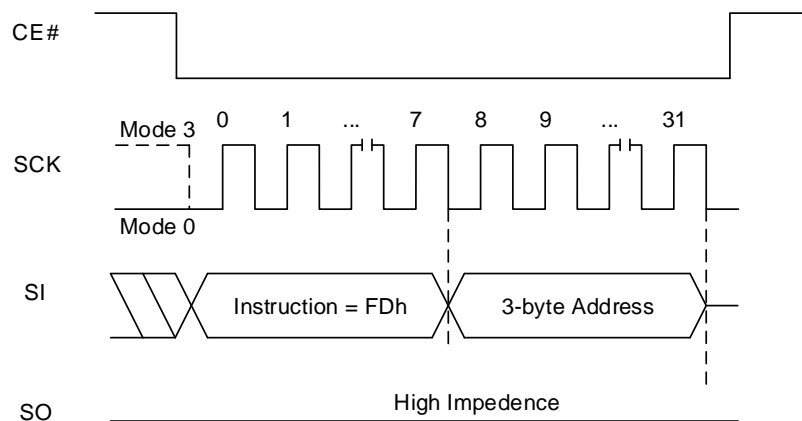 CE#
0 1 ... 7 8 9 ... 31
Mode 3
SCK
Mode 0
SI
Instruction = FDh 3-byte Address
High Impedence
SO